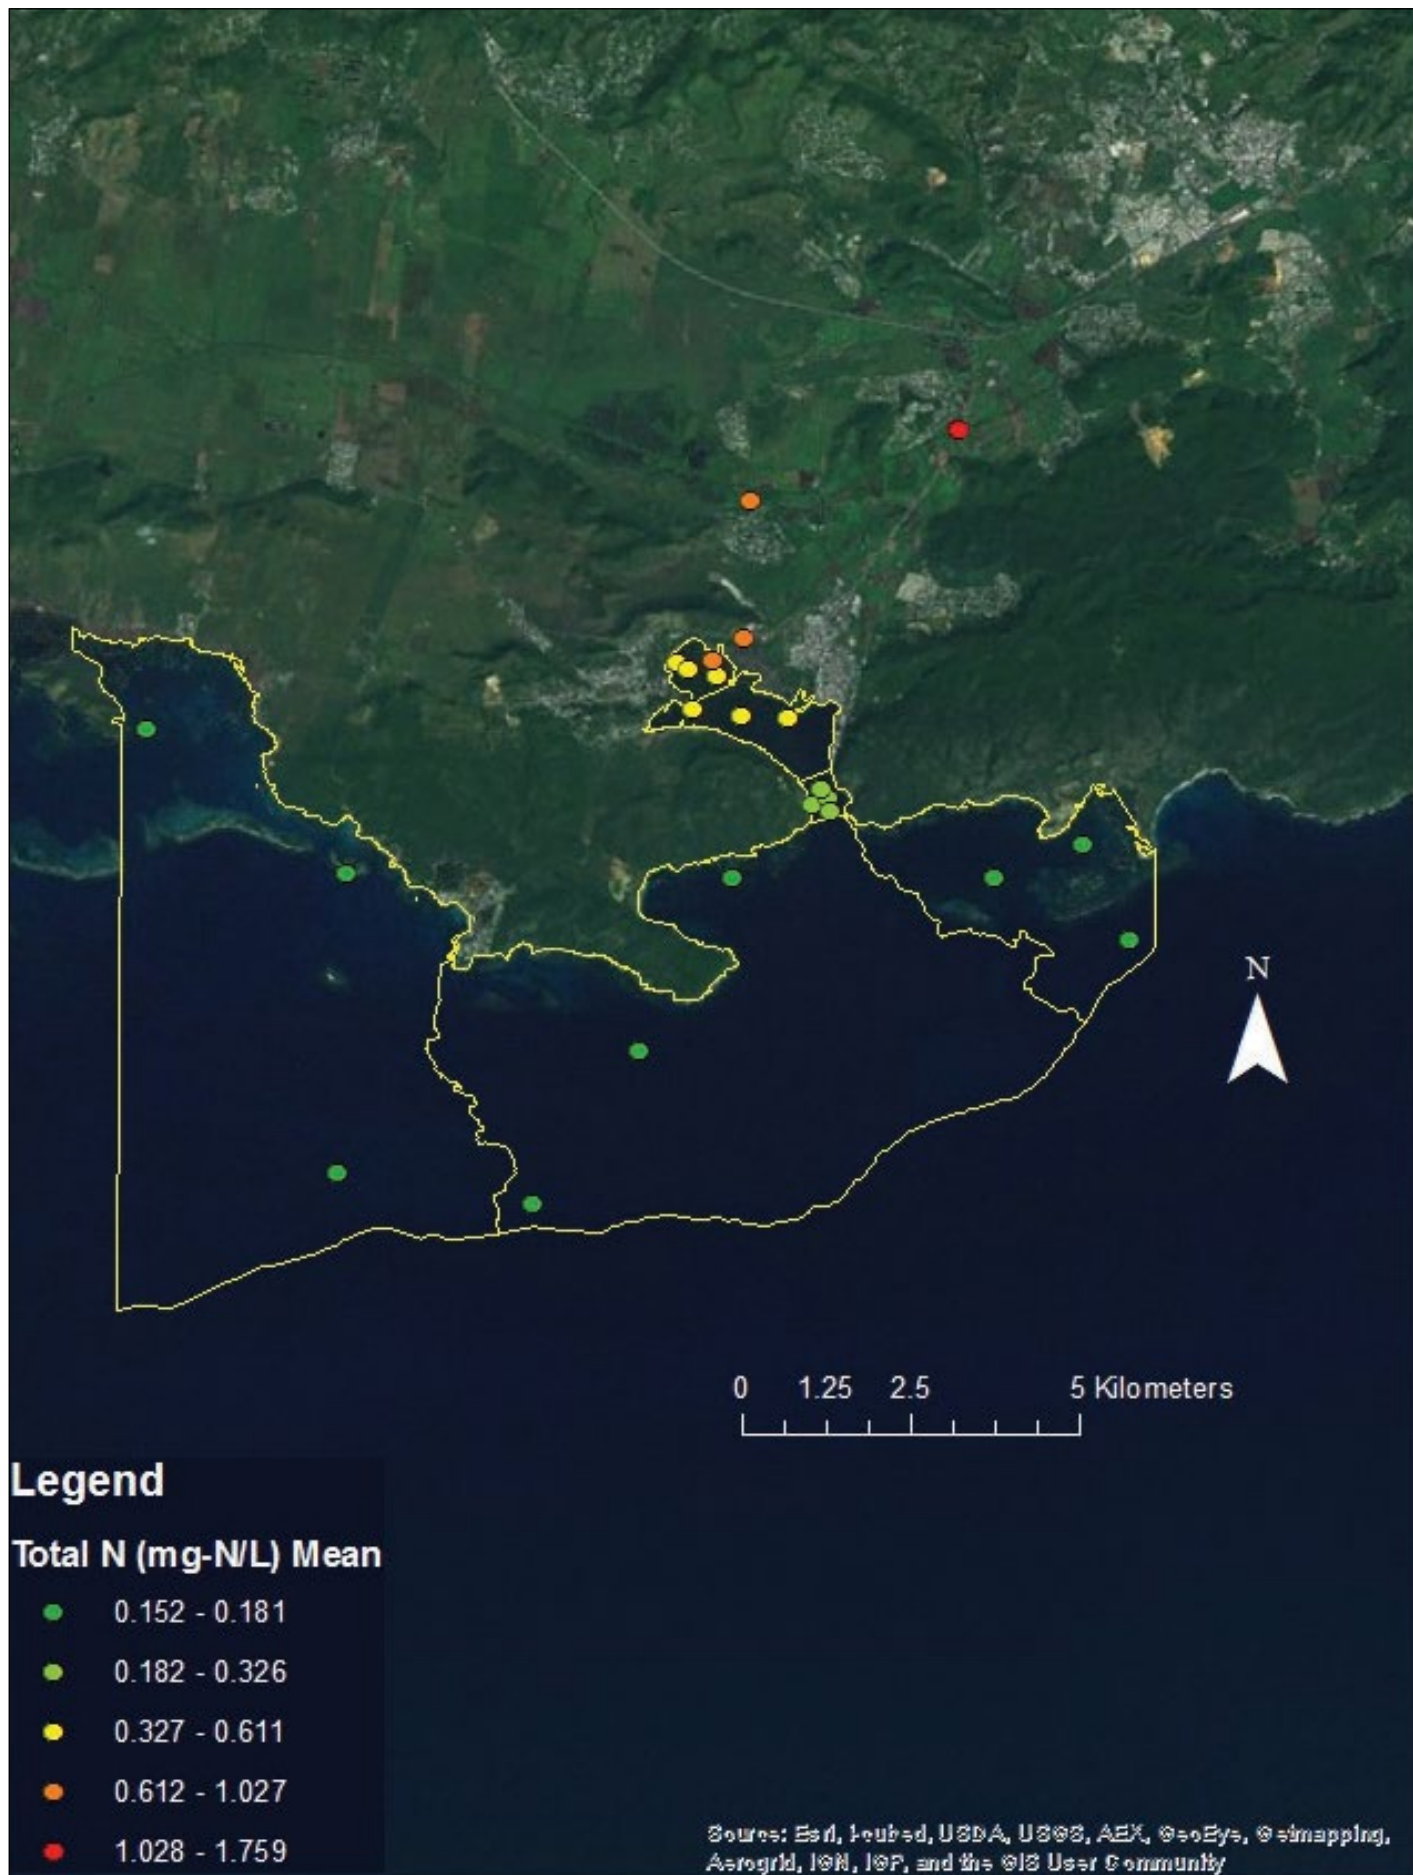 N
0 1.25 2.5 5 Kilometers
Legend
Total N (mg-N/L) Mean
0.152 - 0.181
0.182 - 0.326
0.327 - 0.611
0.612 - 1.027
1.028 - 1.759
Source: Esri, i-cubed, USDA, USGS, AEX, GeoEye, Getmapping,
Aerogrid, IGN, IGP, and the GIS User Community